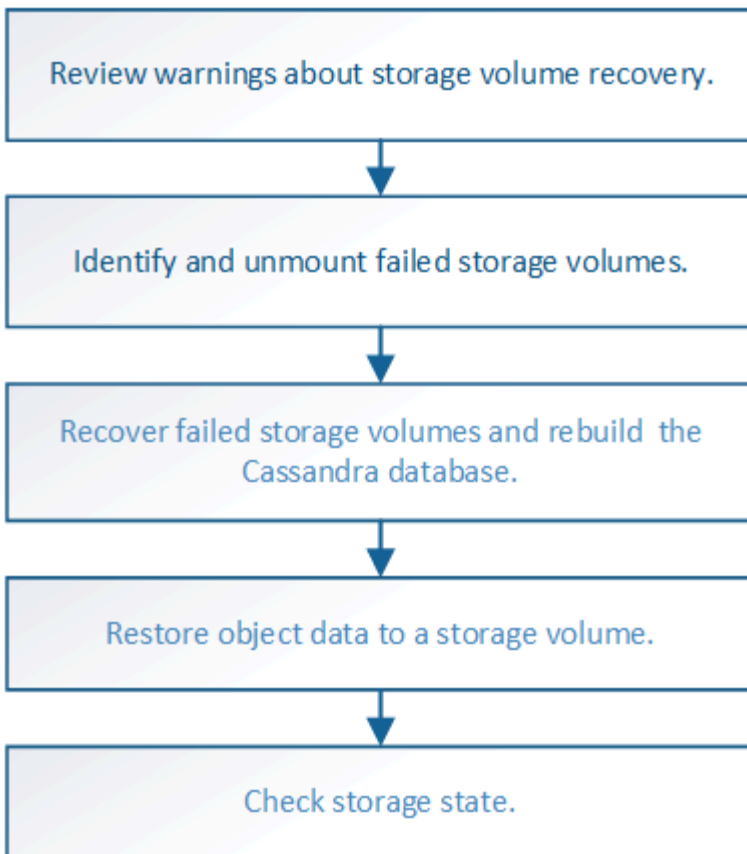 Review warnings about storage volume recovery.
Identify and unmount failed storage volumes.
Recover failed storage volumes and rebuild the
Cassandra database.
Restore object data to a storage volume.
Check storage state.